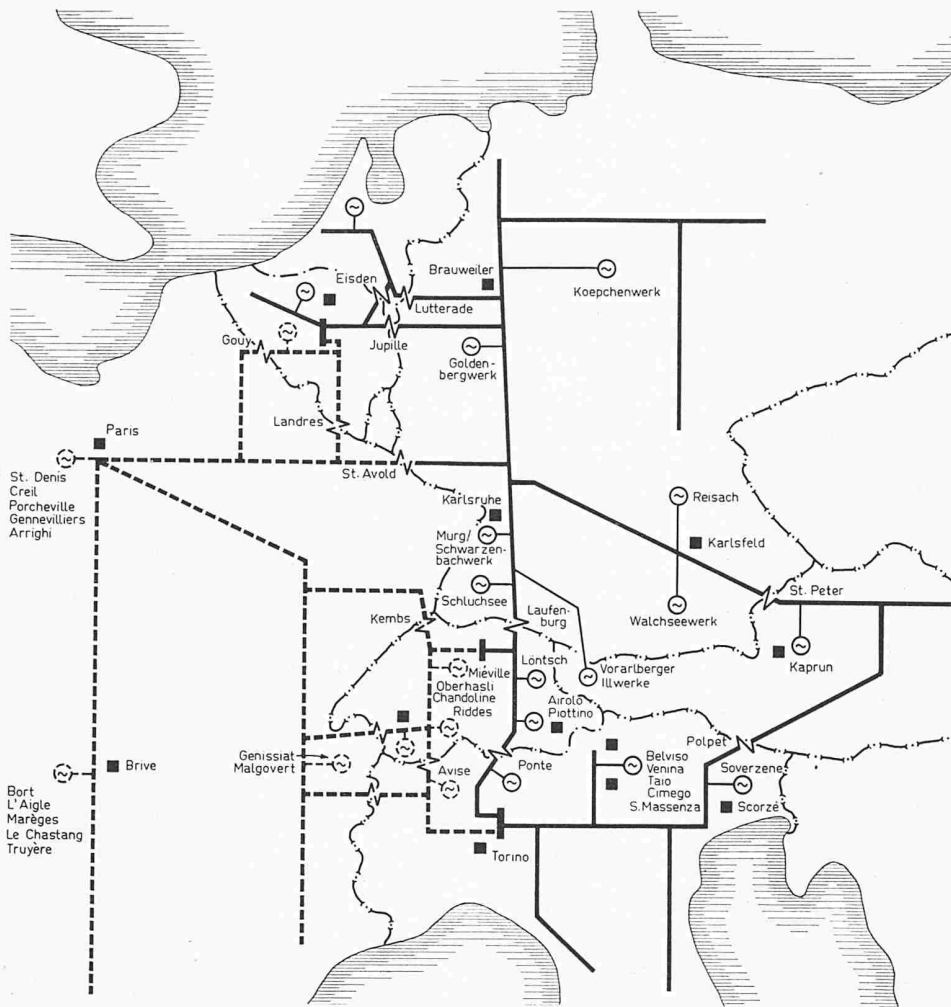 Eisden
Brauweiler
Koepchenwerk
Lutterade
Gouy
Jupille
Golden-
bergwerk
Landres
Paris
St. Avold
St. Denis
Creil
Porcheville
Gennevilliers
Arrighi
Karlsruhe
Reisach
Murg/
Schwarzen-
bachwerk
Karlsfeld
Schluchsee
Laufen-
burg
St. Peter
Walchseewerk
Kembs
Miéville
Löntsch
Vorarlberger
Illwerke
Kaprun
Oberhasli
Chandoline
Riddes
Airolo
Piottino
Polpet
Genissiat
Malgovert
Brive
Avise
Ponte
Belviso
Venina
Taio
Cimego
S. Massenza
Soverzene
Scorzé
Bort
L'Aigle
Marèges
Le Chastang
Truyère
Torino